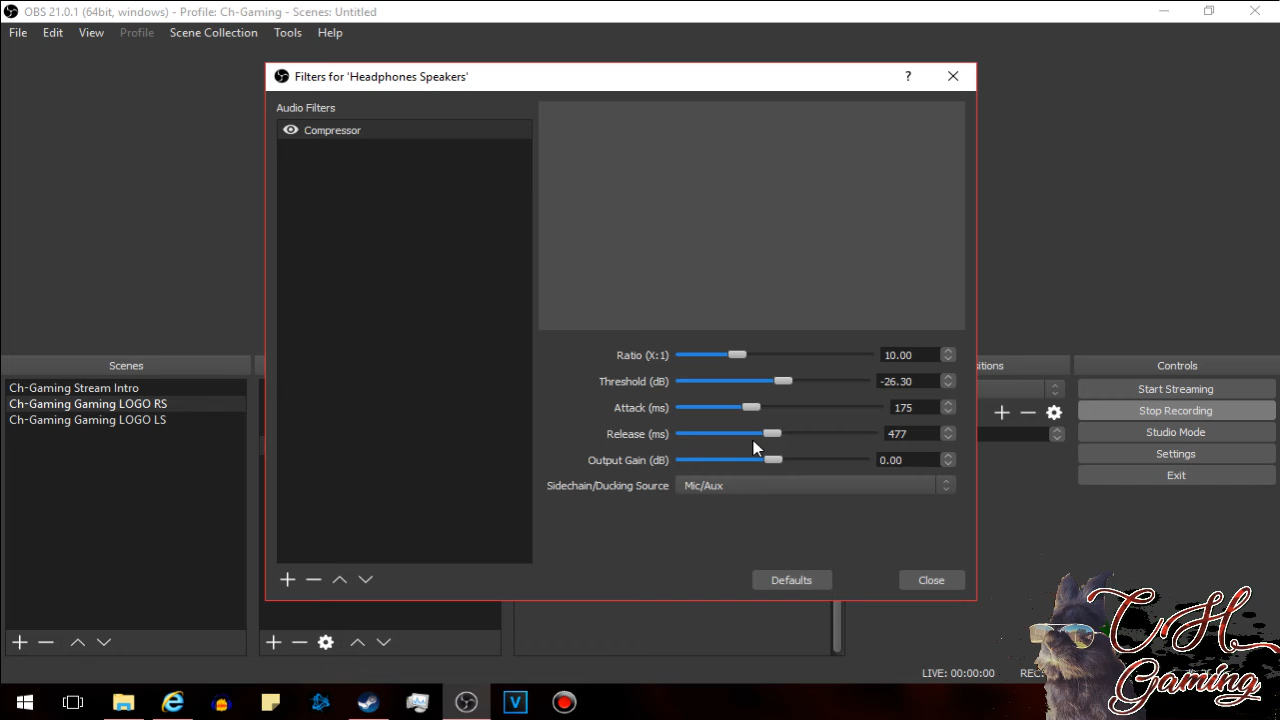 OBS 21.0.1 (64bit, windows) - Profile: Ch-Gaming - Scenes: Untitled
File Edit View Profile Scene Collection Tools Help
Filters for 'Headphones Speakers'
?
Audio Filters
Compressor
Ratio (X:1) 10.00
Threshold (dB) -26.30
Attack (ms) 175
Release (ms) 477
Output Gain (dB) 0.00
Sidechain/Ducking Source Mic/Aux
Defaults Close
Scenes
Ch-Gaming Stream Intro
Ch-Gaming Gaming LOGO RS
Ch-Gaming Gaming LOGO LS
itions
Controls
Start Streaming
Stop Recording
Studio Mode
Settings
Exit
LIVE: 00:00:00 REC:
CH
Gaming